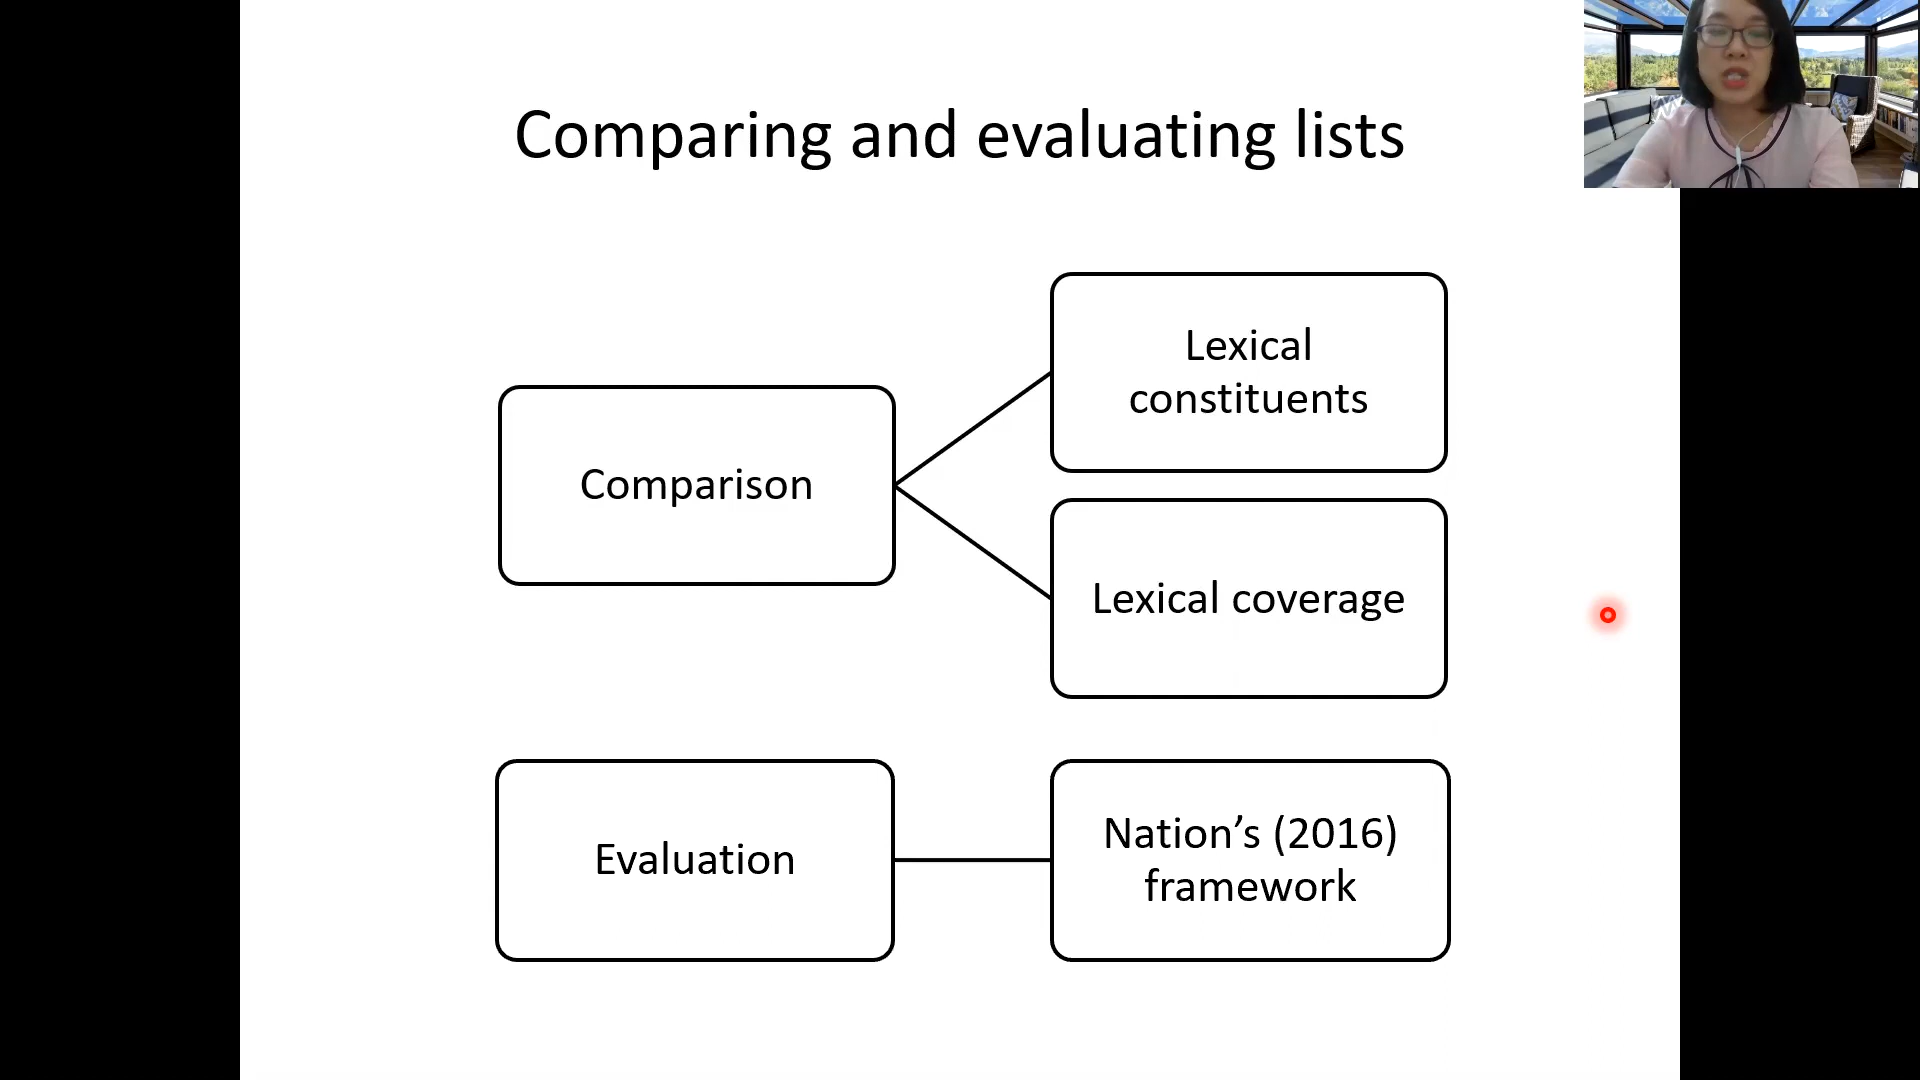 Comparing and evaluating lists
Comparison
Lexical
constituents
Lexical coverage
Evaluation
Nation’s (2016)
framework